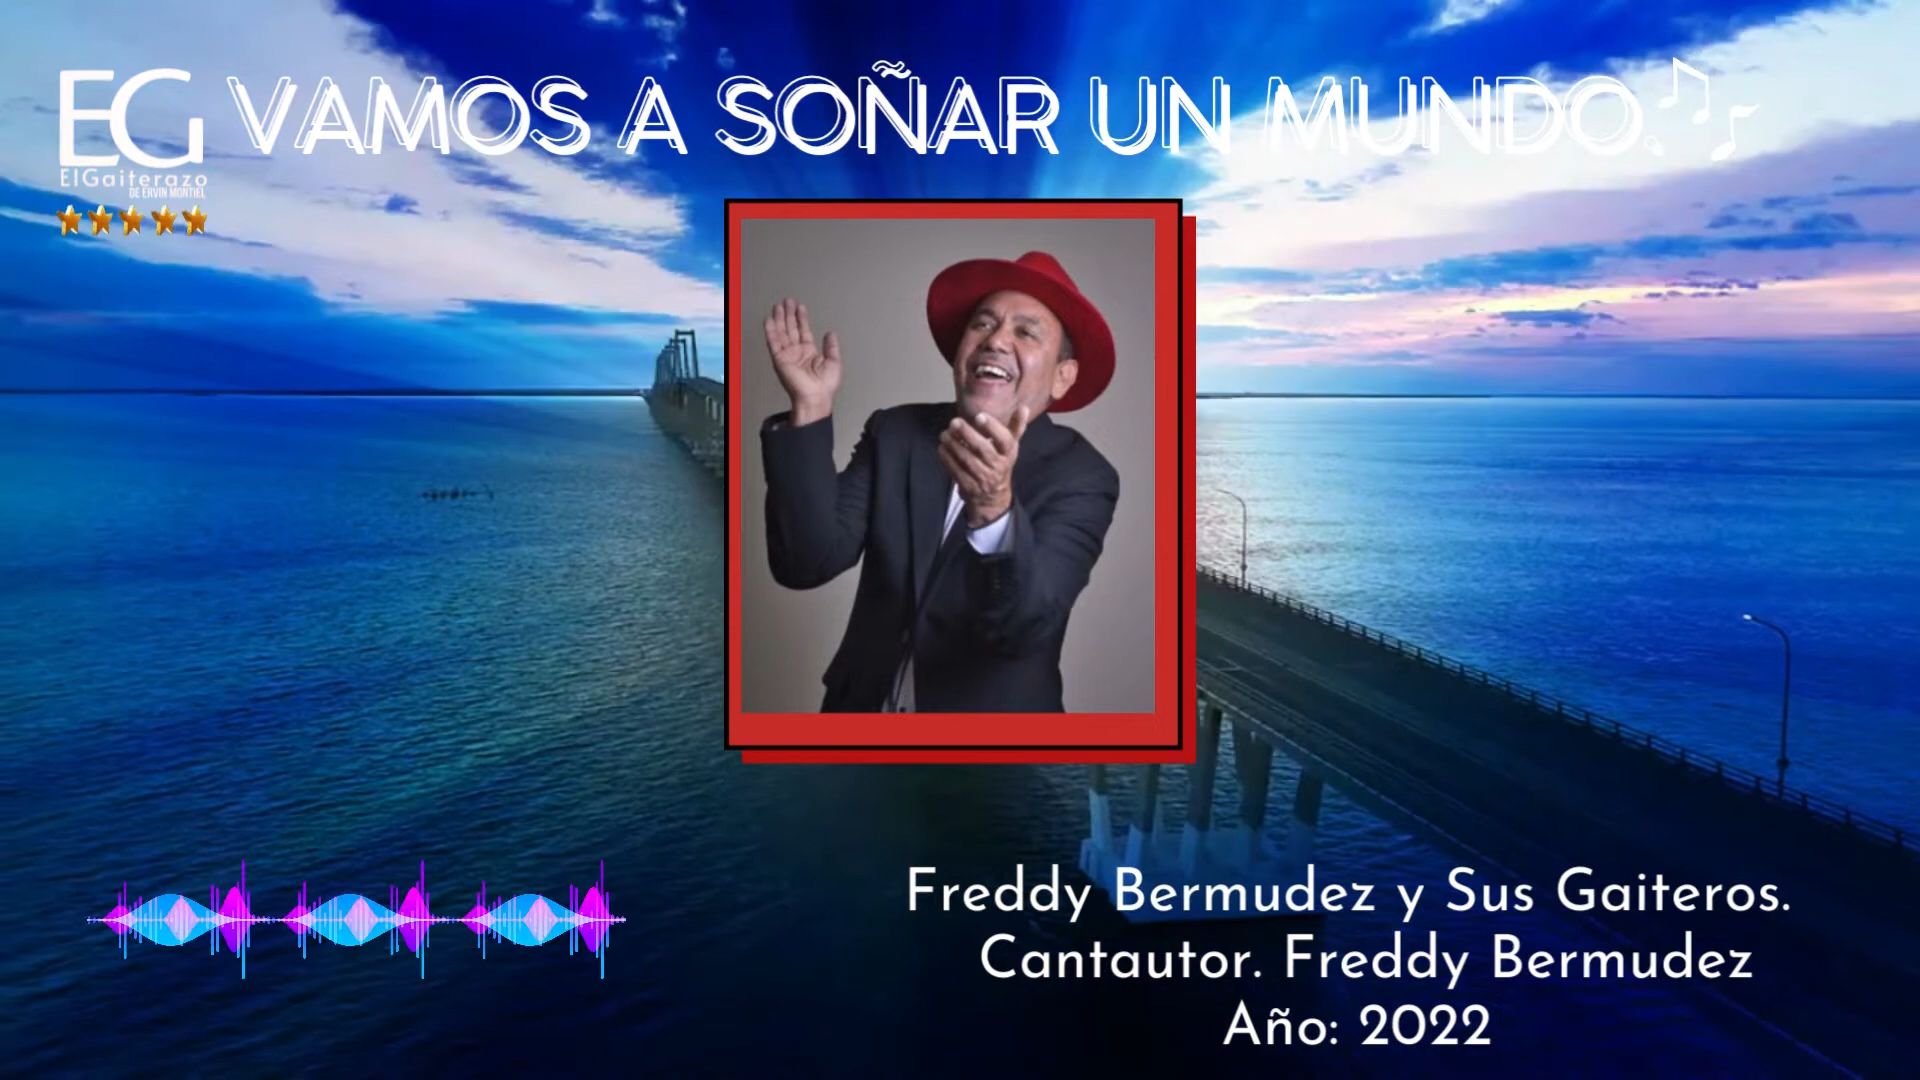 EG
ElGaiterazo
DE ERVIN MONTIEL
VAMOS A SOÑAR UN MUNDO.
Freddy Bermudez y Sus Gaiteros.
Cantautor. Freddy Bermudez
Año: 2022